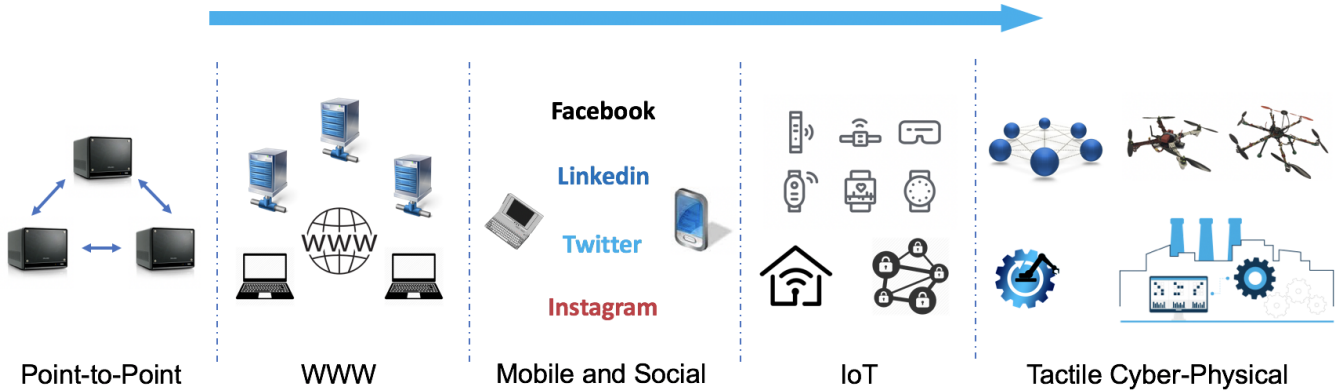 Facebook
Linkedin
Twitter
Instagram
WWW
Point-to-Point
WWW
Mobile and Social
IoT
Tactile Cyber-Physical